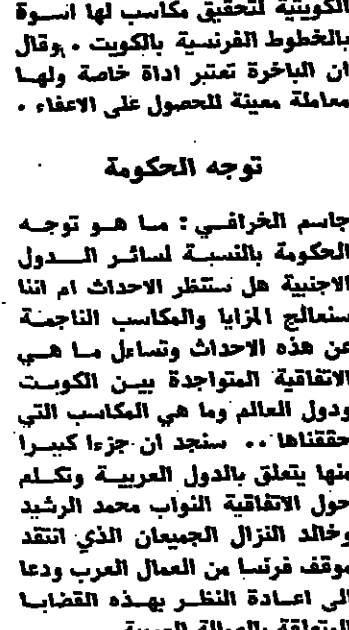 الكويتية لتحقيق مكاسب لها اسوة
بالخطوط الفرنسية بالكويت . وقال
ان الباخرة تعتبر اداة خاصة ولها
معاملة معينة للحصول على الاعفاء .
توجه الحكومة
جاسم الخرافي : ما هو توجه
الحكومة بالنسبة لسائر الدول
الاجنبية هل سننتظر الاحداث ام اننا
سنعالج المزايا والمكاسب الناجمة
عن هذه الاحداث وتساءل ما هي
الاتفاقية المتواجدة بين الكويت
ودول العالم وما هي المكاسب التي
حققناها .. سنجد ان جزءا كبيرا
منها يتعلق بالدول العربية وتكلم
حول الاتفاقية النواب محمد الرشيد
وخالد النزال الجميعان الذي انتقد
موقف فرنسا من العمال العرب ودعا
الى اعادة النظر بهذه القضايا
المتعلقة بالعمالة العربية